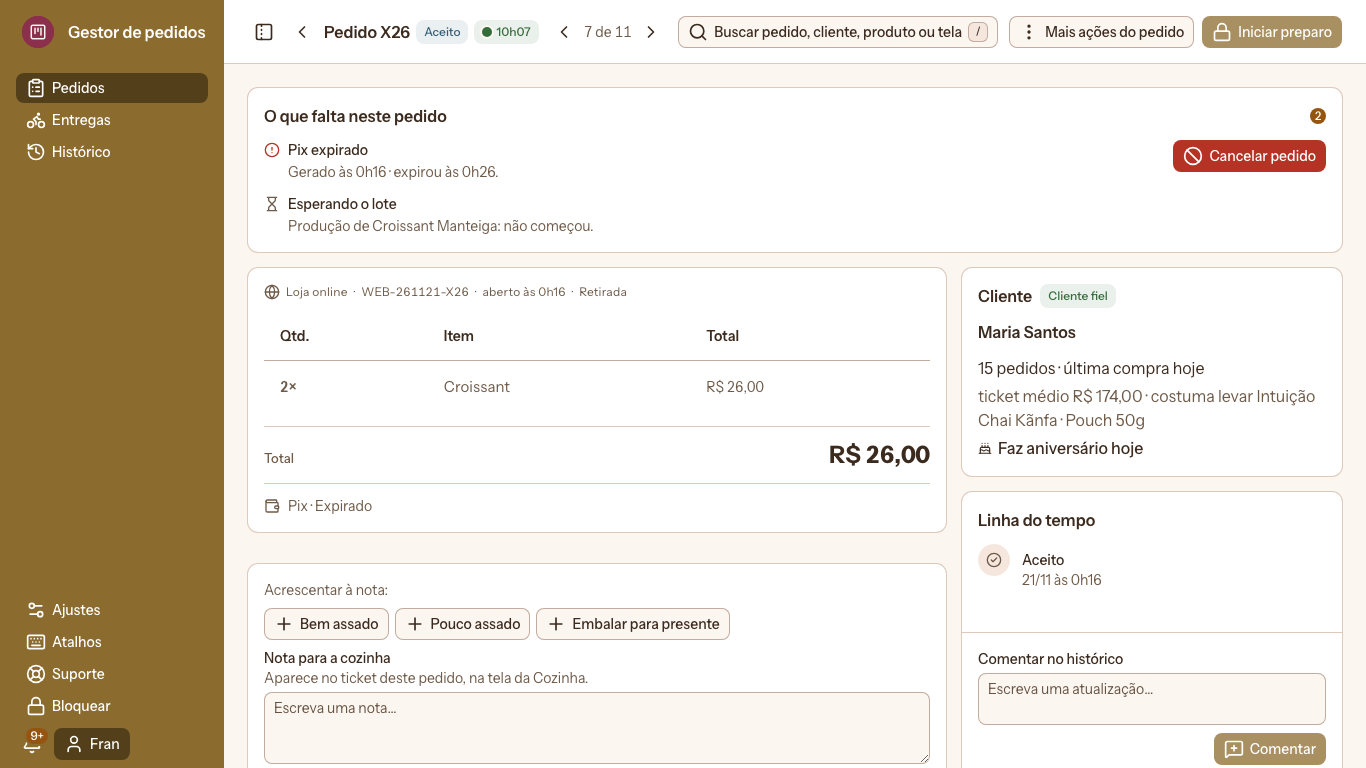 Gestor de pedidos
Pedidos
Entregas
Histórico
Ajustes
Atalhos
Suporte
Bloquear
9+
Fran
Pedido X26
Aceito
10h07
7 de 11
Buscar pedido, cliente, produto ou tela
/
Mais ações do pedido
Iniciar preparo
O que falta neste pedido
2
Pix expirado
Gerado às 0h16 · expirou às 0h26.
Cancelar pedido
Esperando o lote
Produção de Croissant Manteiga: não começou.
Loja online · WEB-261121-X26 · aberto às 0h16 · Retirada
Qtd. Item Total
2× Croissant R$ 26,00
Total R$ 26,00
Pix · Expirado
Acrescentar à nota:
Bem assado
Pouco assado
Embalar para presente
Nota para a cozinha
Aparece no ticket deste pedido, na tela da Cozinha.
Escreva uma nota...
Cliente
Cliente fiel
Maria Santos
15 pedidos · última compra hoje
ticket médio R$ 174,00 · costuma levar Intuição
Chai Kãnfa · Pouch 50g
Faz aniversário hoje
Linha do tempo
Aceito
21/11 às 0h16
Comentar no histórico
Escreva uma atualização...
Comentar